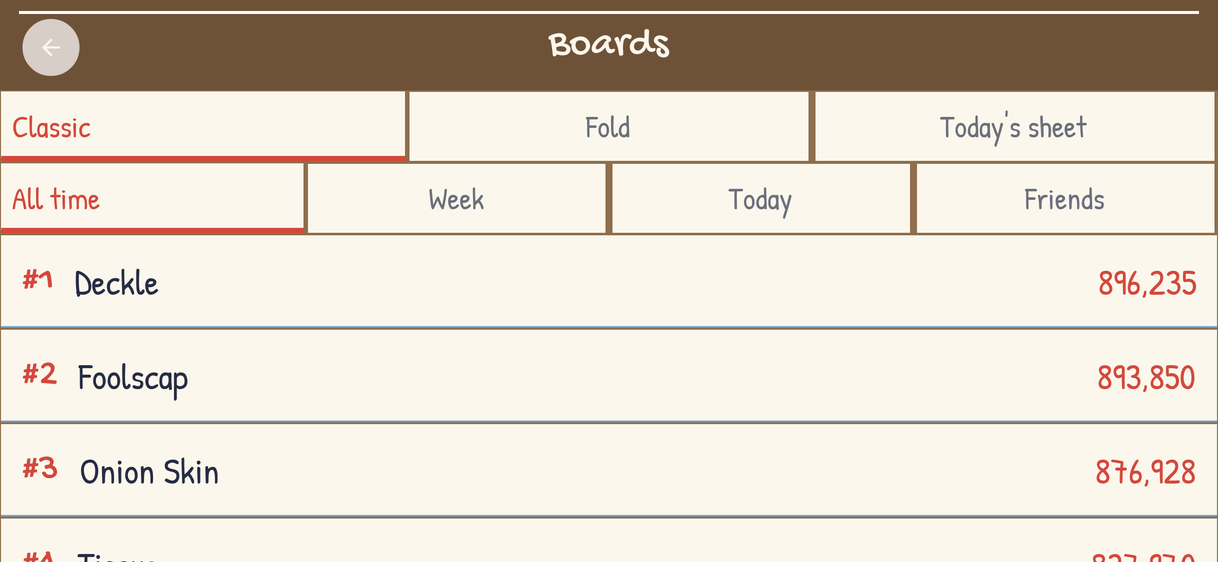 Boards
Classic Fold Today's sheet
All time Week Today Friends
#1 Deckle 896,235
#2 Foolscap 893,850
#3 Onion Skin 876,928
#4